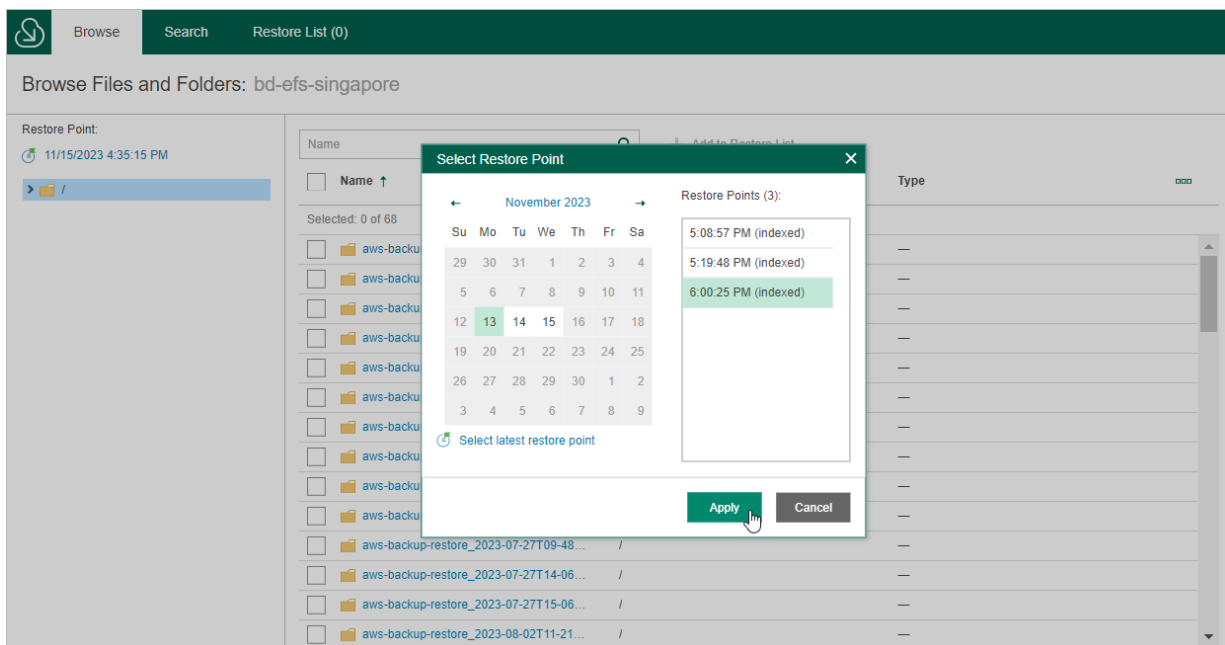 Browse Search Restore List (0)
Browse Files and Folders: bd-efs-singapore
Restore Point:
11/15/2023 4:35:15 PM
/
Name
Add to Restore List
Name ↑ Type
Selected: 0 of 68
aws-backu —
aws-backu —
aws-backu —
aws-backu —
aws-backu —
aws-backu —
aws-backu —
aws-backu —
aws-backu —
aws-backu —
aws-backup-restore_2023-07-27T09-48... / —
aws-backup-restore_2023-07-27T14-06... / —
aws-backup-restore_2023-07-27T15-06... / —
aws-backup-restore_2023-08-02T11-21... / —
Select Restore Point
November 2023
Su Mo Tu We Th Fr Sa
29 30 31 1 2 3 4
5 6 7 8 9 10 11
12 13 14 15 16 17 18
19 20 21 22 23 24 25
26 27 28 29 30 1 2
3 4 5 6 7 8 9
Select latest restore point
Restore Points (3):
5:08:57 PM (indexed)
5:19:48 PM (indexed)
6:00:25 PM (indexed)
Apply Cancel